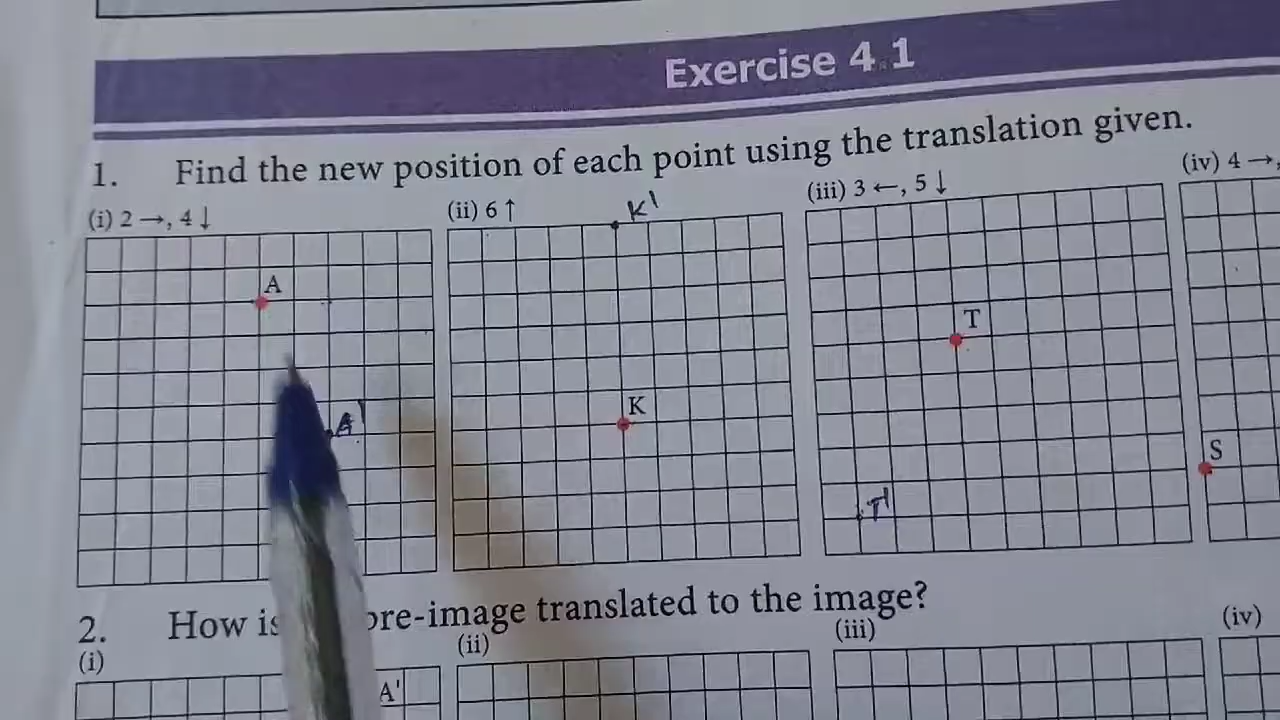 Exercise 4.1
1. Find the new position of each point using the translation given.
(i) 2 →, 4 ↓
(ii) 6 ↑
(iii) 3 ←, 5 ↓
(iv) 4 →,
K'
A
T
K
A'
S
T'
2. How is pre-image translated to the image?
(i)
(ii)
(iii)
(iv)
A'